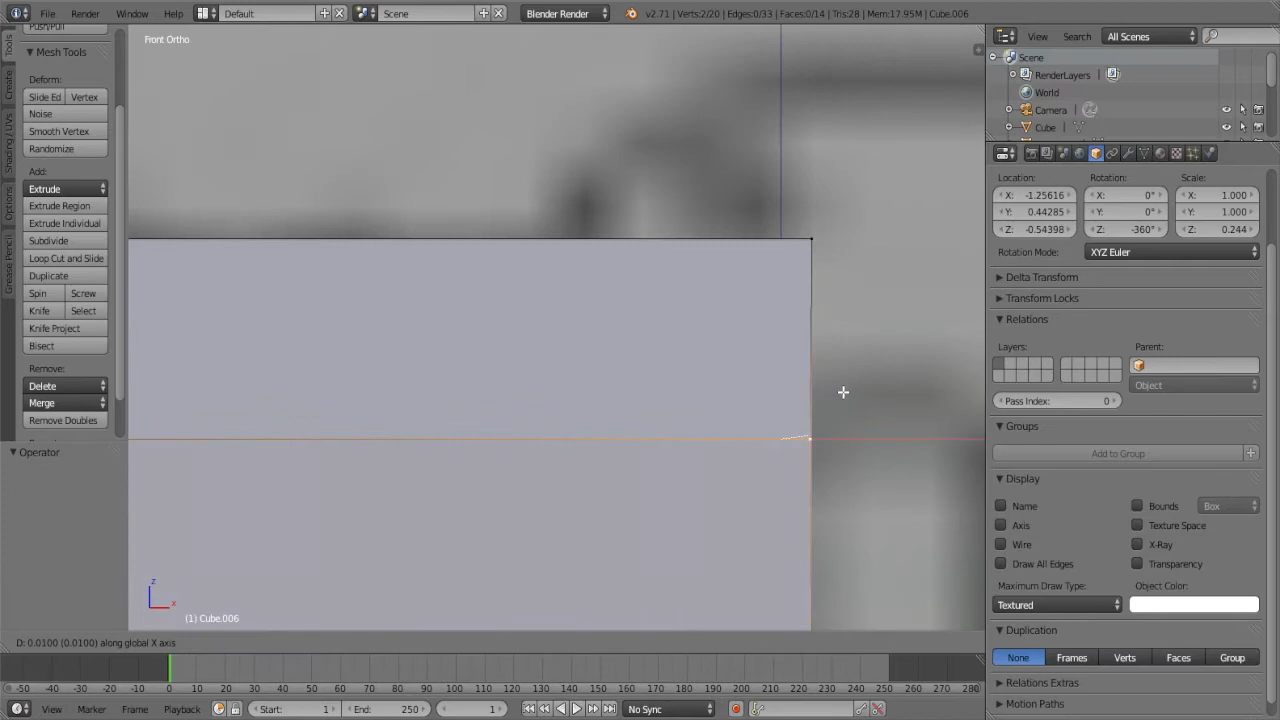 File Render Window Help Default Scene Blender Render v2.71 | Verts:2/20 | Edges:0/33 | Faces:0/14 | Tris:28 | Mem:17.95M | Cube.006
Push/Pull
Mesh Tools
Deform:
Slide Ed Vertex
Noise
Smooth Vertex
Randomize
Add:
Extrude
Extrude Region
Extrude Individual
Subdivide
Loop Cut and Slide
Duplicate
Spin Screw
Knife Select
Knife Project
Bisect
Remove:
Delete
Merge
Remove Doubles
Operator
Tools
Create
Shading / UVs
Options
Grease Pencil
Front Ortho
z
x
(1) Cube.006
D: 0.0100 (0.0100) along global X axis
View Search All Scenes
Scene
RenderLayers
World
Camera
Cube
Location: Rotation: Scale:
X: -1.25616 X: 0° X: 1.000
Y: 0.44285 Y: 0° Y: 1.000
Z: -0.54398 Z: -360° Z: 0.244
Rotation Mode: XYZ Euler
Delta Transform
Transform Locks
Relations
Layers: Parent:
Object
Pass Index: 0
Groups
Add to Group
Display
Name Bounds Box
Axis Texture Space
Wire X-Ray
Draw All Edges Transparency
Maximum Draw Type: Object Color:
Textured
Duplication
None Frames Verts Faces Group
Relations Extras
Motion Paths
-50 -40 -30 -20 -10 0 10 20 30 40 50 60 70 80 90 100 110 120 130 140 150 160 170 180 190 200 210 220 230 240 250 260 270 280
View Marker Frame Playback Start: 1 End: 250 1 No Sync